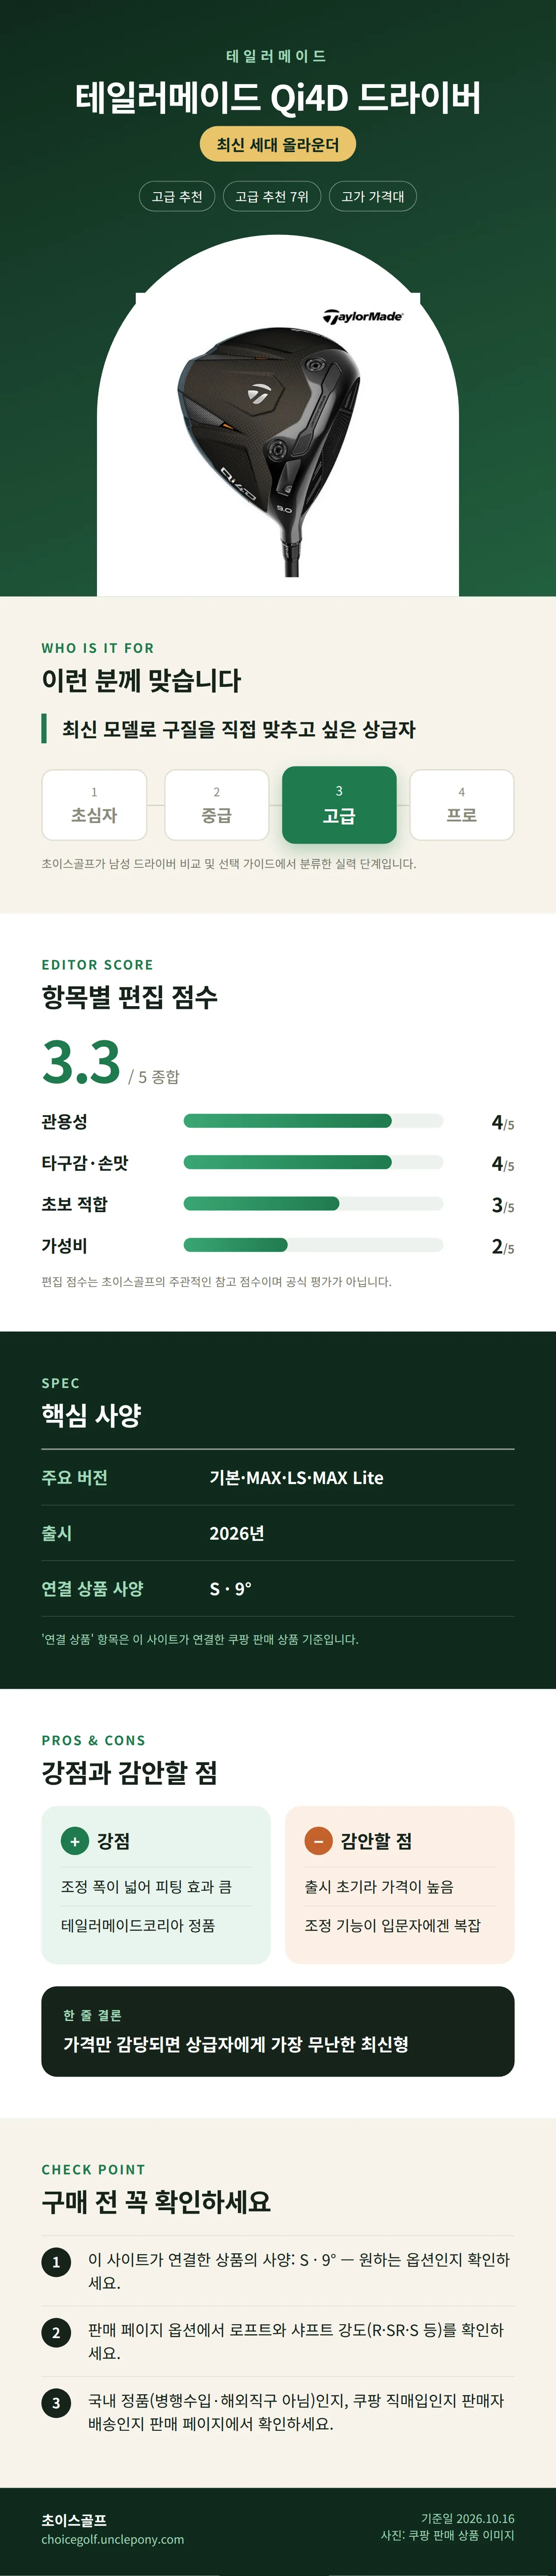 테일러메이드
테일러메이드 Qi4D 드라이버
최신 세대 올라운더
고급 추천
고급 추천 7위
고가 가격대
TaylorMade
Qi4D
9.0
WHO IS IT FOR
이런 분께 맞습니다
최신 모델로 구질을 직접 맞추고 싶은 상급자
1
초심자
2
중급
3
고급
4
프로
초이스골프가 남성 드라이버 비교 및 선택 가이드에서 분류한 실력 단계입니다.
EDITOR SCORE
항목별 편집 점수
3.3 / 5 종합
관용성 4/5
타구감·손맛 4/5
초보 적합 3/5
가성비 2/5
편집 점수는 초이스골프의 주관적인 참고 점수이며 공식 평가가 아닙니다.
SPEC
핵심 사양
주요 버전 기본·MAX·LS·MAX Lite
출시 2026년
연결 상품 사양 S · 9°
'연결 상품' 항목은 이 사이트가 연결한 쿠팡 판매 상품 기준입니다.
PROS & CONS
강점과 감안할 점
+ 강점
조정 폭이 넓어 피팅 효과 큼
테일러메이드코리아 정품
− 감안할 점
출시 초기라 가격이 높음
조정 기능이 입문자에겐 복잡
한 줄 결론
가격만 감당되면 상급자에게 가장 무난한 최신형
CHECK POINT
구매 전 꼭 확인하세요
1 이 사이트가 연결한 상품의 사양: S · 9° — 원하는 옵션인지 확인하
세요.
2 판매 페이지 옵션에서 로프트와 샤프트 강도(R·SR·S 등)를 확인하
세요.
3 국내 정품(병행수입·해외직구 아님)인지, 쿠팡 직매입인지 판매자
배송인지 판매 페이지에서 확인하세요.
초이스골프
choicegolf.unclepony.com
기준일 2026.10.16
사진: 쿠팡 판매 상품 이미지